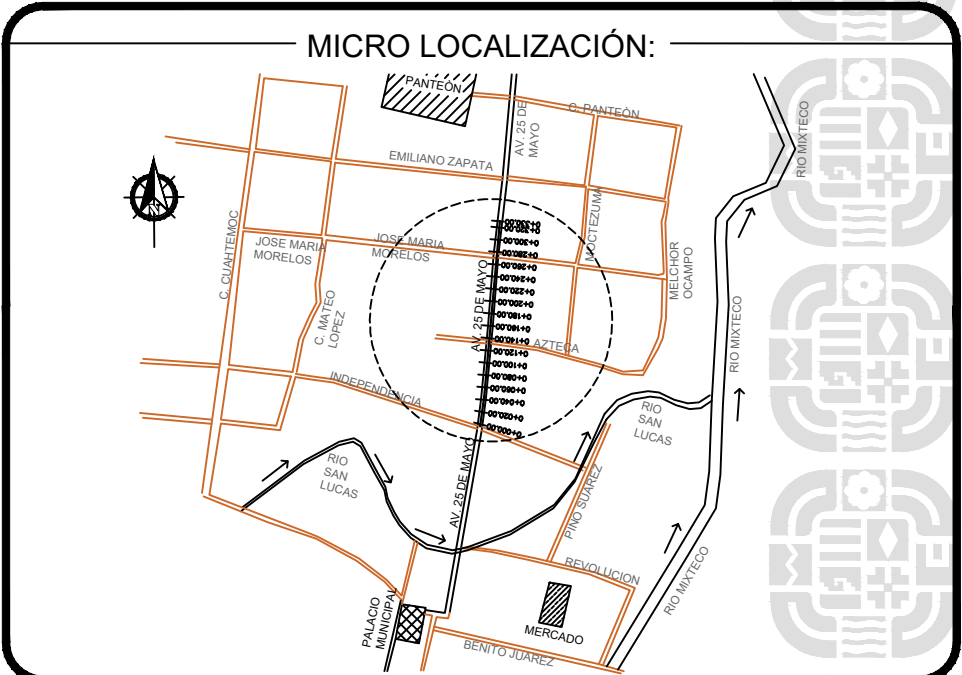 MICRO LOCALIZACIÓN:
PANTEÒN
C. PANTEÒN
AV. 25 DE
MAYO
RIO MIXTECO
EMILIANO ZAPATA
MOCTEZUMA
C. CUAHTEMOC
JOSE MARIA
MORELOS
JOSE MARIA
MORELOS
MELCHOR
OCAMPO
0+330.00
0+320.00
0+300.00
0+280.00
0+260.00
0+240.00
0+220.00
0+200.00
0+180.00
0+160.00
0+140.00
0+120.00
0+100.00
0+080.00
0+060.00
0+040.00
0+020.00
0+000.00
AV. 25 DE MAYO
C. MATEO
LOPEZ
AZTECA
RIO MIXTECO
INDEPENDENCIA
RIO
SAN
LUCAS
RIO
SAN
LUCAS
AV. 25 DE MAYO
PINO SUAREZ
REVOLUCION
RIO MIXTECO
PALACIO
MUNICIPAL
MERCADO
BENITO JUAREZ